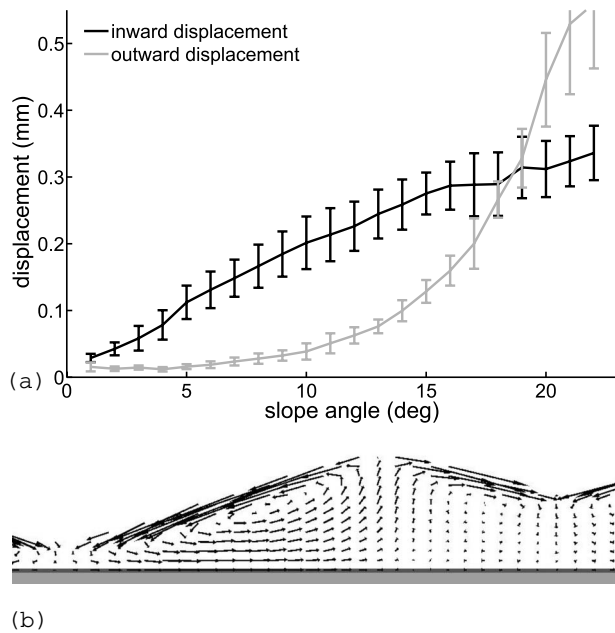 0.5
0.4
0.3
0.2
0.1
0
displacement (mm)
inward displacement
outward displacement
(a)
0 5 10 15 20
slope angle (deg)
(b)